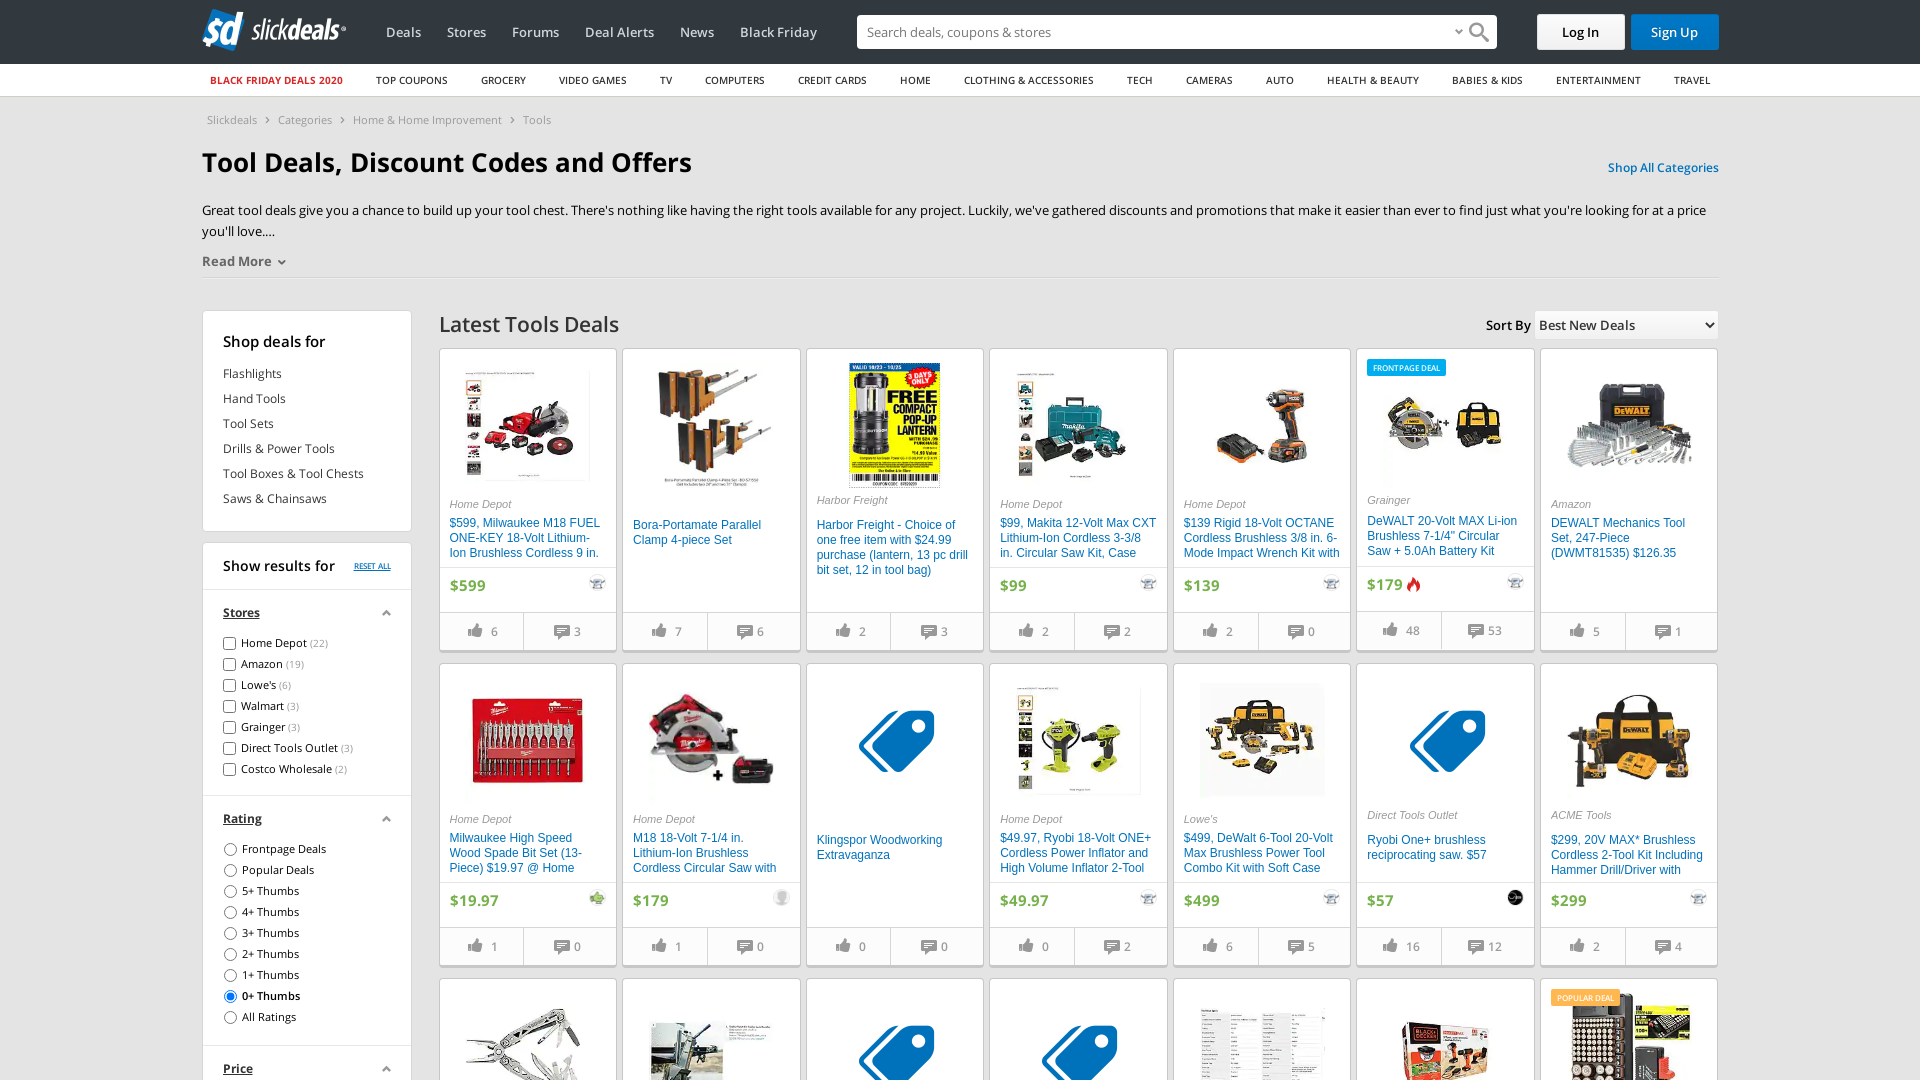 sd slickdeals
Deals
Stores
Forums
Deal Alerts
News
Black Friday
Search deals, coupons & stores
Log In
Sign Up
BLACK FRIDAY DEALS 2020
TOP COUPONS
GROCERY
VIDEO GAMES
TV
COMPUTERS
CREDIT CARDS
HOME
CLOTHING & ACCESSORIES
TECH
CAMERAS
AUTO
HEALTH & BEAUTY
BABIES & KIDS
ENTERTAINMENT
TRAVEL
Slickdeals > Categories > Home & Home Improvement > Tools
Tool Deals, Discount Codes and Offers
Shop All Categories
Great tool deals give you a chance to build up your tool chest. There's nothing like having the right tools available for any project. Luckily, we've gathered discounts and promotions that make it easier than ever to find just what you're looking for at a price
you'll love....
Read More
Shop deals for
Flashlights
Hand Tools
Tool Sets
Drills & Power Tools
Tool Boxes & Tool Chests
Saws & Chainsaws
Show results for
RESET ALL
Stores
Home Depot (22)
Amazon (19)
Lowe's (6)
Walmart (3)
Grainger (3)
Direct Tools Outlet (3)
Costco Wholesale (2)
Rating
Frontpage Deals
Popular Deals
5+ Thumbs
4+ Thumbs
3+ Thumbs
2+ Thumbs
1+ Thumbs
0+ Thumbs
All Ratings
Price
Latest Tools Deals
Sort By
Best New Deals
Home Depot
$599, Milwaukee M18 FUEL
ONE-KEY 18-Volt Lithium-
Ion Brushless Cordless 9 in.
$599
6
3
Bora-Portamate Parallel
Clamp 4-piece Set
7
6
VALID 10/23 - 10/25
3 DAYS
ONLY
FREE
COMPACT
POP-UP
LANTERN
WITH $24.99
PURCHASE
Harbor Freight
Harbor Freight - Choice of
one free item with $24.99
purchase (lantern, 13 pc drill
bit set, 12 in tool bag)
2
3
Home Depot
$99, Makita 12-Volt Max CXT
Lithium-Ion Cordless 3-3/8
in. Circular Saw Kit, Case
$99
2
2
Home Depot
$139 Rigid 18-Volt OCTANE
Cordless Brushless 3/8 in. 6-
Mode Impact Wrench Kit with
$139
2
0
FRONTPAGE DEAL
Grainger
DeWALT 20-Volt MAX Li-ion
Brushless 7-1/4" Circular
Saw + 5.0Ah Battery Kit
$179
48
53
DEWALT
Amazon
DEWALT Mechanics Tool
Set, 247-Piece
(DWMT81535) $126.35
5
1
Home Depot
Milwaukee High Speed
Wood Spade Bit Set (13-
Piece) $19.97 @ Home
$19.97
1
0
Home Depot
M18 18-Volt 7-1/4 in.
Lithium-Ion Brushless
Cordless Circular Saw with
$179
1
0
Klingspor Woodworking
Extravaganza
0
0
Home Depot
$49.97, Ryobi 18-Volt ONE+
Cordless Power Inflator and
High Volume Inflator 2-Tool
$49.97
0
2
Lowe's
$499, DeWalt 6-Tool 20-Volt
Max Brushless Power Tool
Combo Kit with Soft Case
$499
6
5
Direct Tools Outlet
Ryobi One+ brushless
reciprocating saw. $57
$57
16
12
DEWALT
ACME Tools
$299, 20V MAX* Brushless
Cordless 2-Tool Kit Including
Hammer Drill/Driver with
$299
2
4
BLACK+
DECKER
POPULAR DEAL